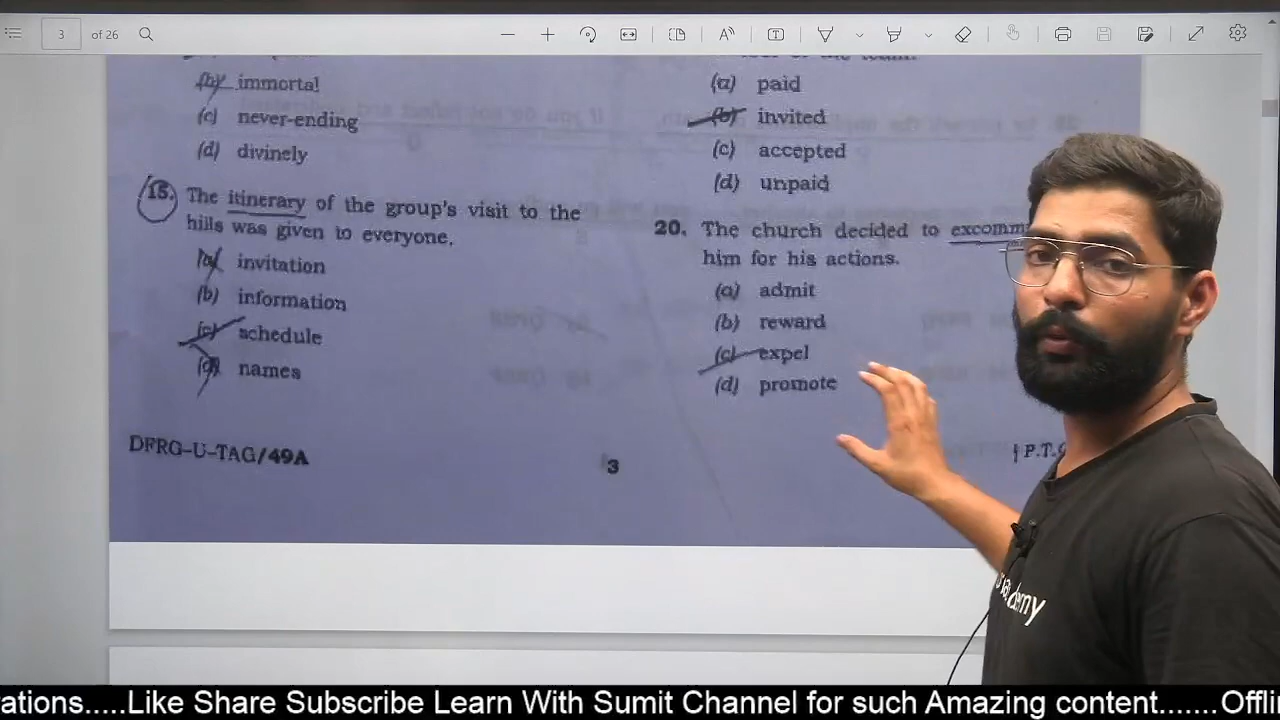 3 of 26
(b) immortal
(c) never-ending
(d) divinely
15. The itinerary of the group's visit to the
hills was given to everyone.
(a) invitation
(b) information
(c) schedule
(d) names
DFRG-U-TAG/49A
3
(a) paid
(b) invited
(c) accepted
(d) unpaid
20. The church decided to excomm
him for his actions.
(a) admit
(b) reward
(c) expel
(d) promote
P.T.O
demy
rations.....Like Share Subscribe Learn With Sumit Channel for such Amazing content.......Offli